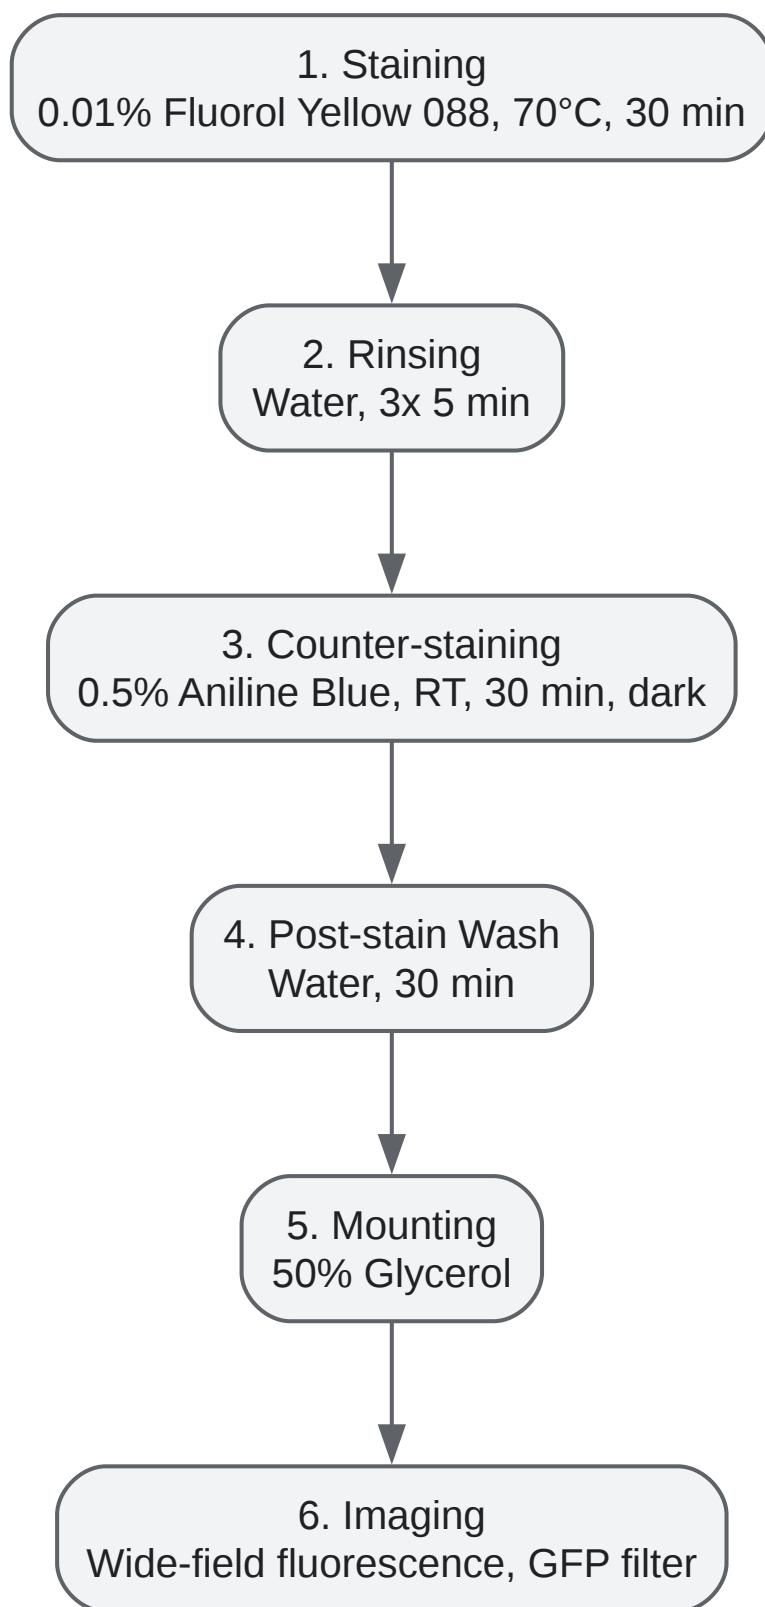 1. Staining
0.01% Fluorol Yellow 088, 70°C, 30 min
2. Rinsing
Water, 3x 5 min
3. Counter-staining
0.5% Aniline Blue, RT, 30 min, dark
4. Post-stain Wash
Water, 30 min
5. Mounting
50% Glycerol
6. Imaging
Wide-field fluorescence, GFP filter